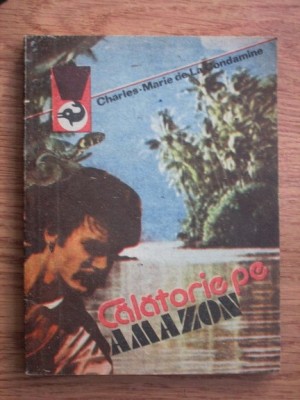 Charles-Marie de La Condamine
Călătorie pe
AMAZON